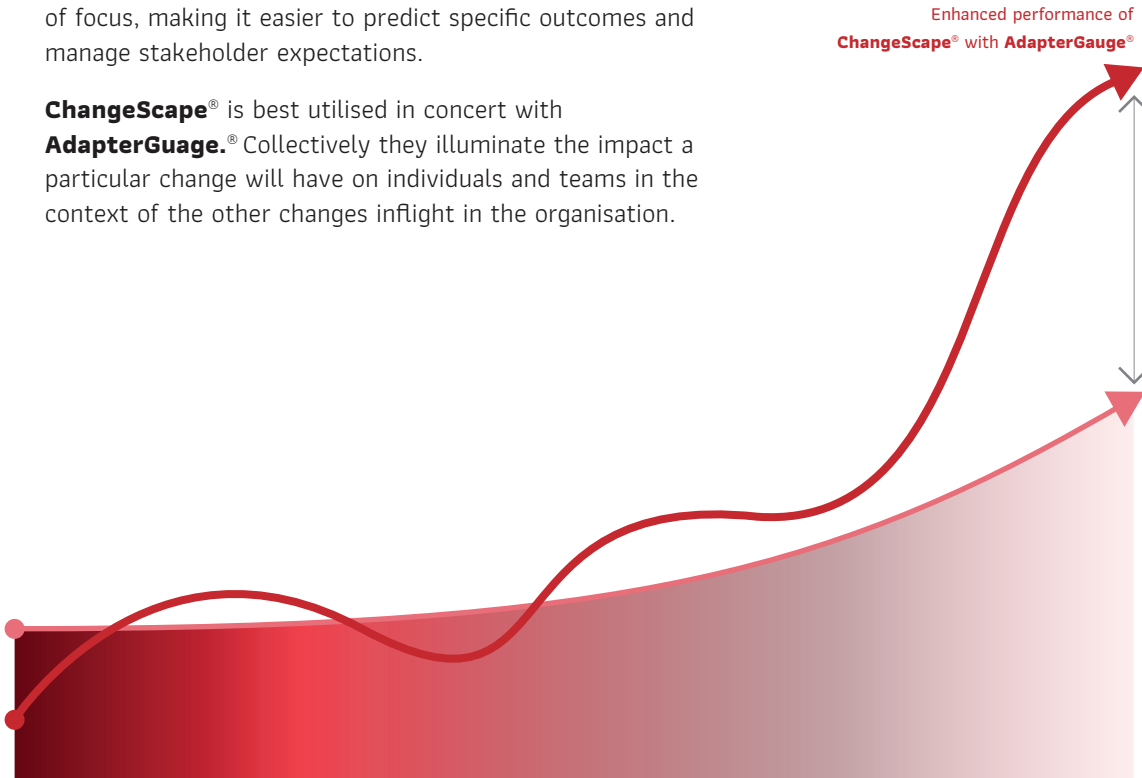 of focus, making it easier to predict specific outcomes and
manage stakeholder expectations.
ChangeScape® is best utilised in concert with
AdapterGuage.® Collectively they illuminate the impact a
particular change will have on individuals and teams in the
context of the other changes inflight in the organisation.
Enhanced performance of
ChangeScape® with AdapterGauge®